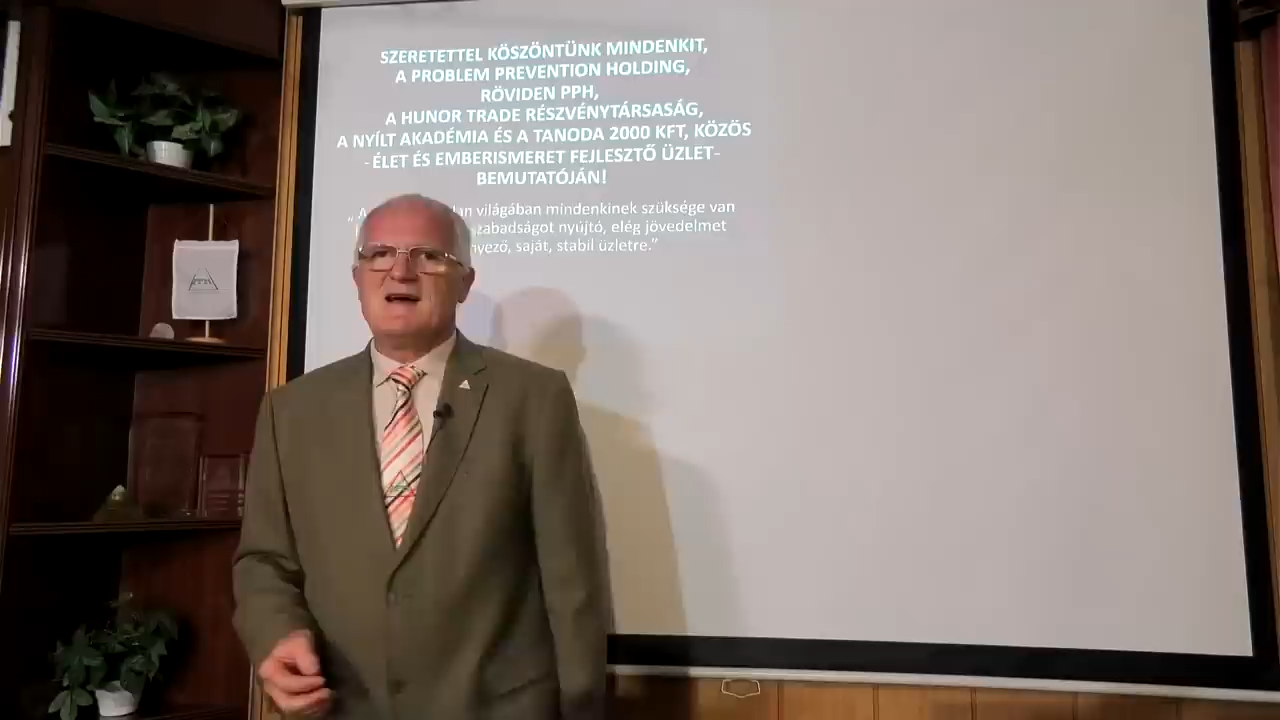 SZERETETTEL KÖSZÖNTÜNK MINDENKIT,
A PROBLEM PREVENTION HOLDING,
RÖVIDEN PPH,
A HUNOR TRADE RÉSZVÉNYTÁRSASÁG,
A NYÍLT AKADÉMIA ÉS A TANODA 2000 KFT, KÖZÖS
- ÉLET ÉS EMBERISMERET FEJLESZTŐ ÜZLET-
BEMUTATÓJÁN!
„ A világában mindenkinek szüksége van
szabadságot nyújtó, elég jövedelmet
saját, stabil üzletre.”